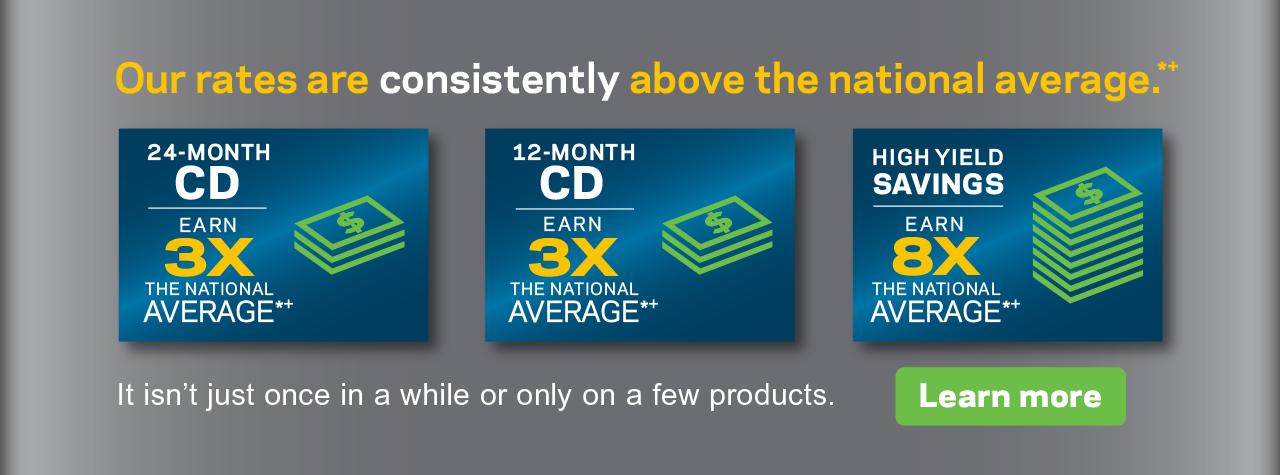 Our rates are consistently above the national average.*+
24-MONTH
CD
EARN
3X
THE NATIONAL
AVERAGE*+
12-MONTH
CD
EARN
3X
THE NATIONAL
AVERAGE*+
HIGH YIELD
SAVINGS
EARN
8X
THE NATIONAL
AVERAGE*+
It isn’t just once in a while or only on a few products.
Learn more